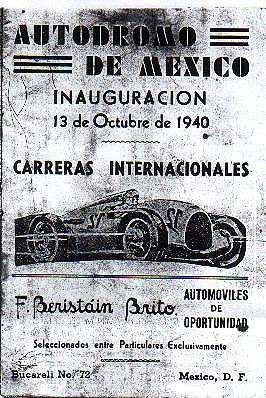 AUTODROMO
DE MEXICO
INAUGURACION
13 de Octubre de 1940
CARRERAS INTERNACIONALES
F. Beristáin Brito.
AUTOMOVILES
DE
OPORTUNIDAD
Seleccionados entre Particulares Exclusivamente
Bucareli No. 72
Mexico, D. F.